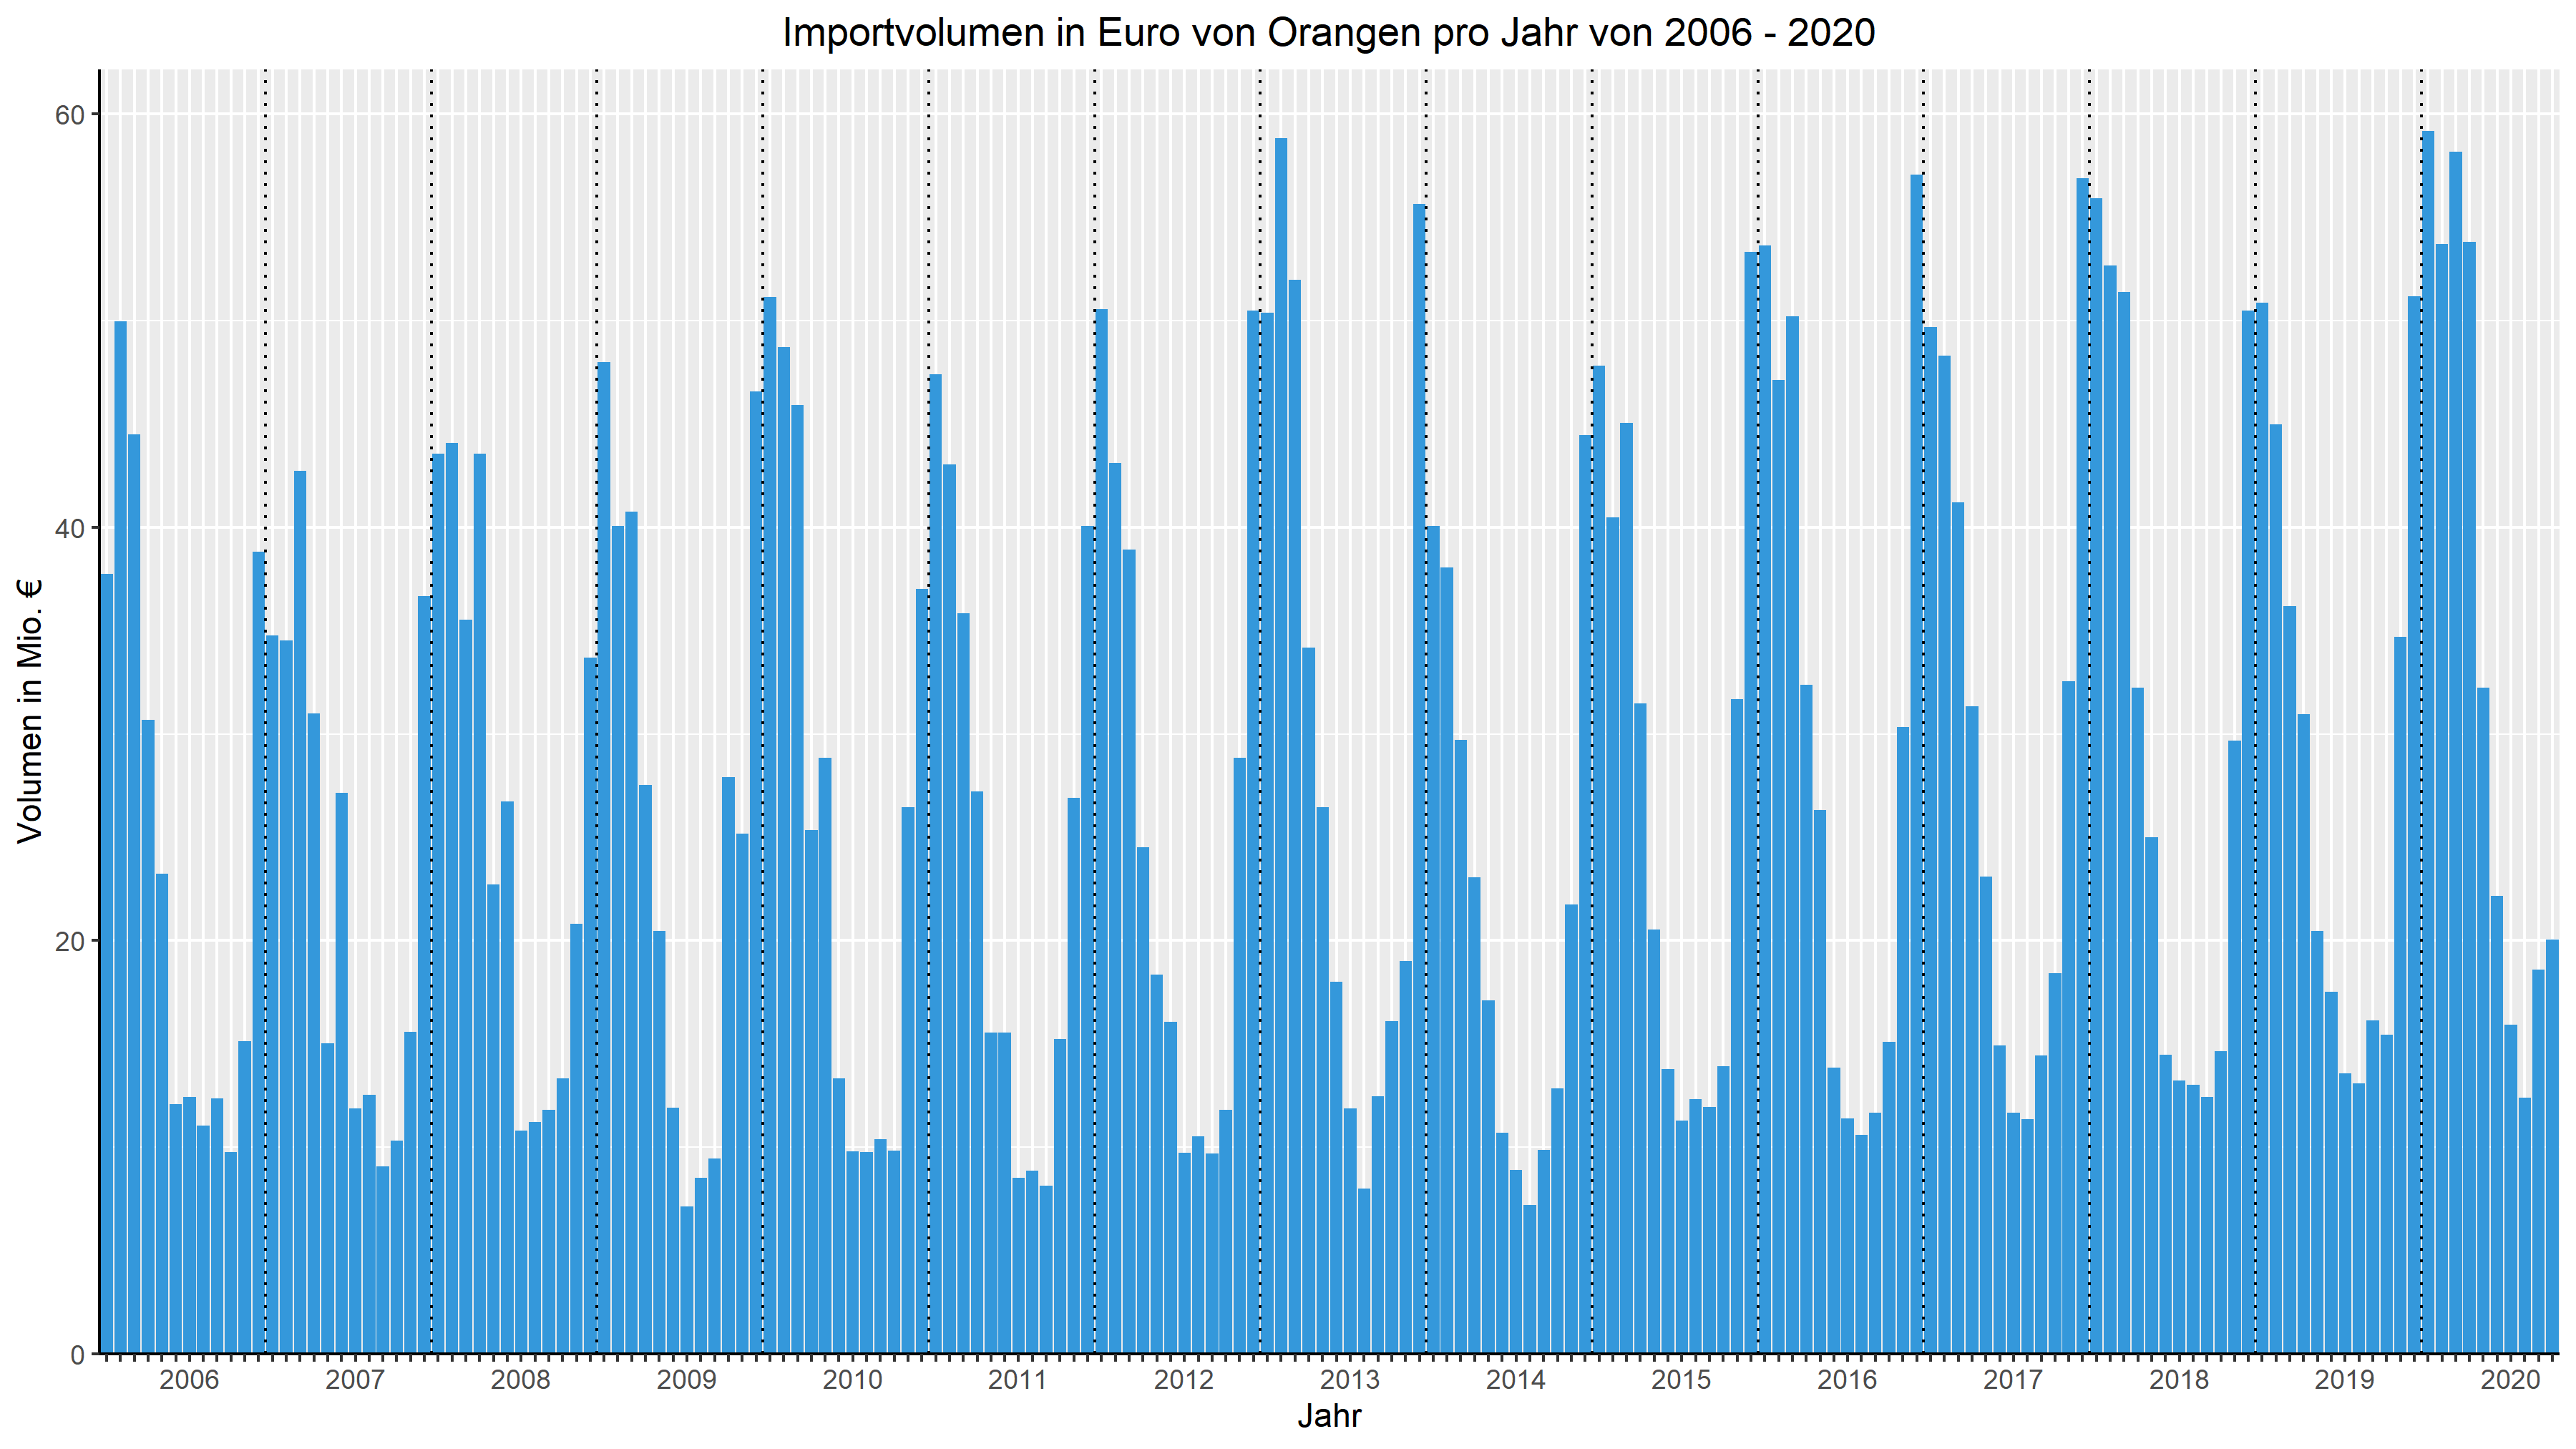 Importvolumen in Euro von Orangen pro Jahr von 2006 - 2020
Volumen in Mio. €
60
40
20
0
2006 2007 2008 2009 2010 2011 2012 2013 2014 2015 2016 2017 2018 2019 2020
Jahr